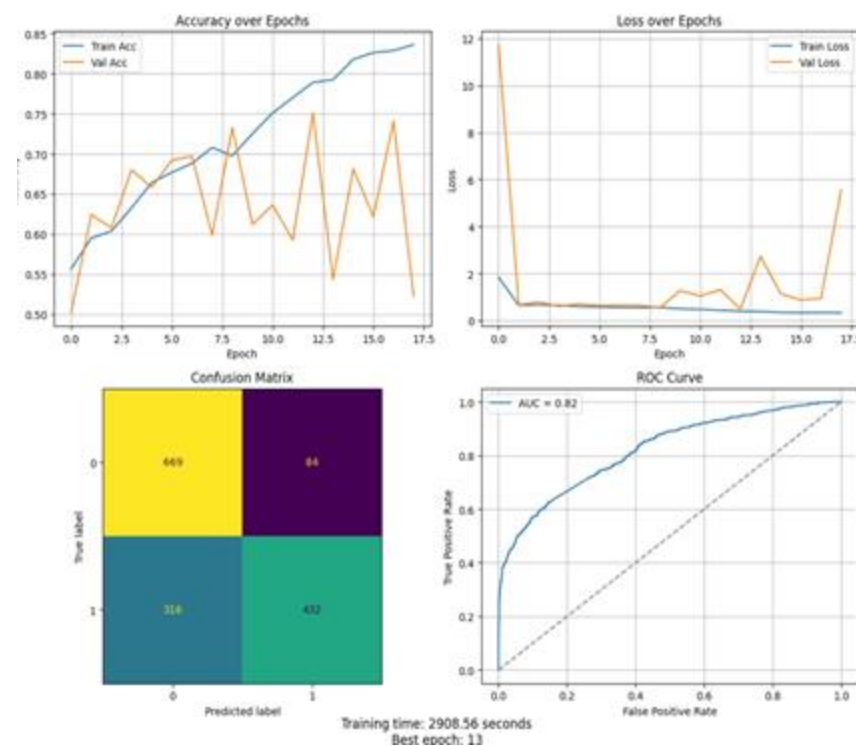 Accuracy over Epochs
Train Acc
Val Acc
0.85
0.80
0.75
0.70
0.65
0.60
0.55
0.50
0.0 2.5 5.0 7.5 10.0 12.5 15.0 17.5
Epoch
Loss over Epochs
Train Loss
Val Loss
12
10
8
6
4
2
0
Loss
0.0 2.5 5.0 7.5 10.0 12.5 15.0 17.5
Epoch
Confusion Matrix
0
669 84
True label
1
316 432
0 1
Predicted label
ROC Curve
AUC = 0.82
1.0
0.8
0.6
0.4
0.2
0.0
True Positive Rate
0.0 0.2 0.4 0.6 0.8 1.0
False Positive Rate
Training time: 2908.56 seconds
Best epoch: 13